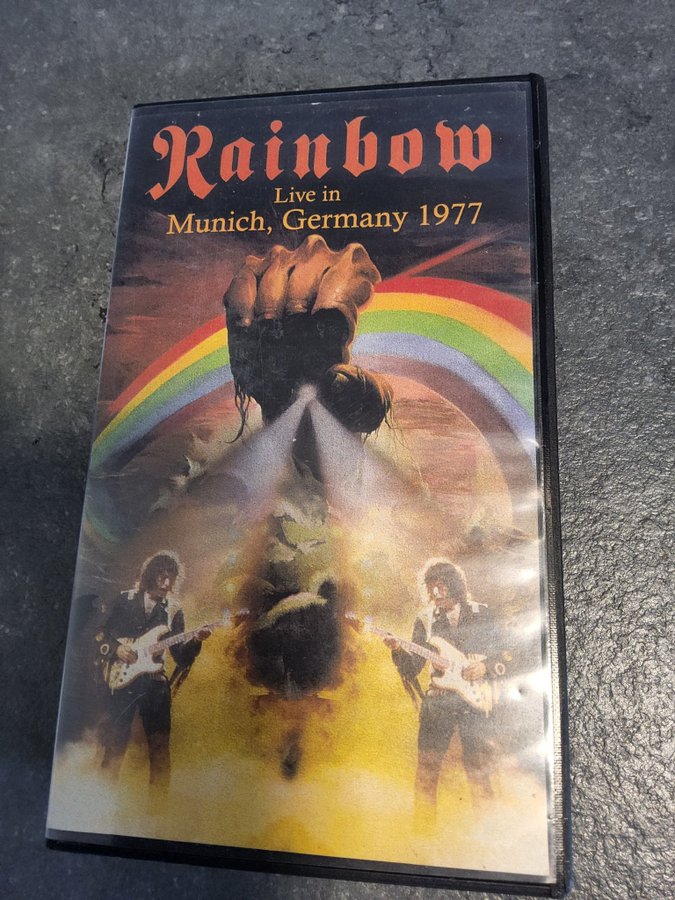 Rainbow
Live in
Munich, Germany 1977